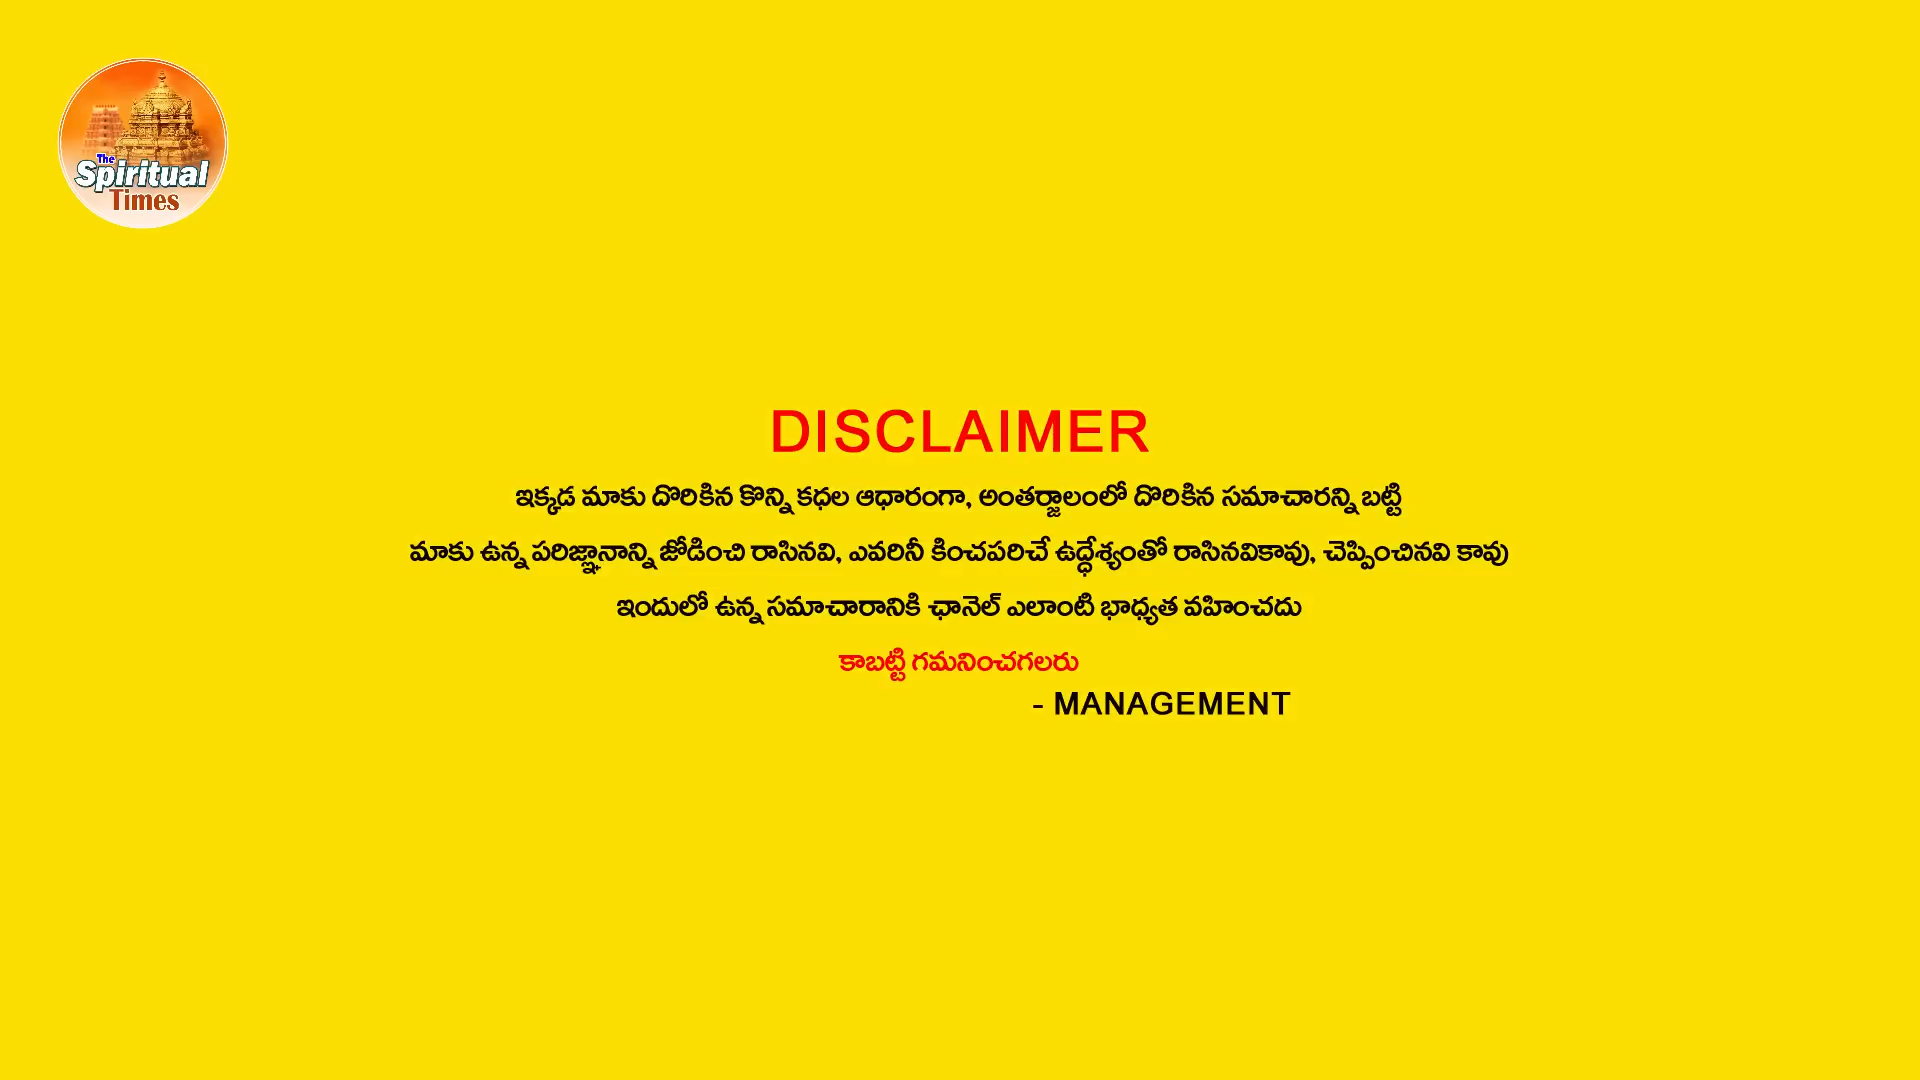 The
Spiritual
Times
DISCLAIMER
ఇక్కడ మాకు దొరికిన కొన్ని కధల ఆధారంగా, అంతర్జాలంలో దొరికిన సమాచారన్ని బట్టి
మాకు ఉన్న పరిజ్ఞానాన్ని జోడించి రాసినవి, ఎవరినీ కించపరిచే ఉద్ధేశ్యంతో రాసినవికావు, చెప్పించినవి కావు
ఇందులో ఉన్న సమాచారానికి ఛానెల్ ఎలాంటి భాధ్యత వహించదు
కాబట్టి గమనించగలరు
- MANAGEMENT